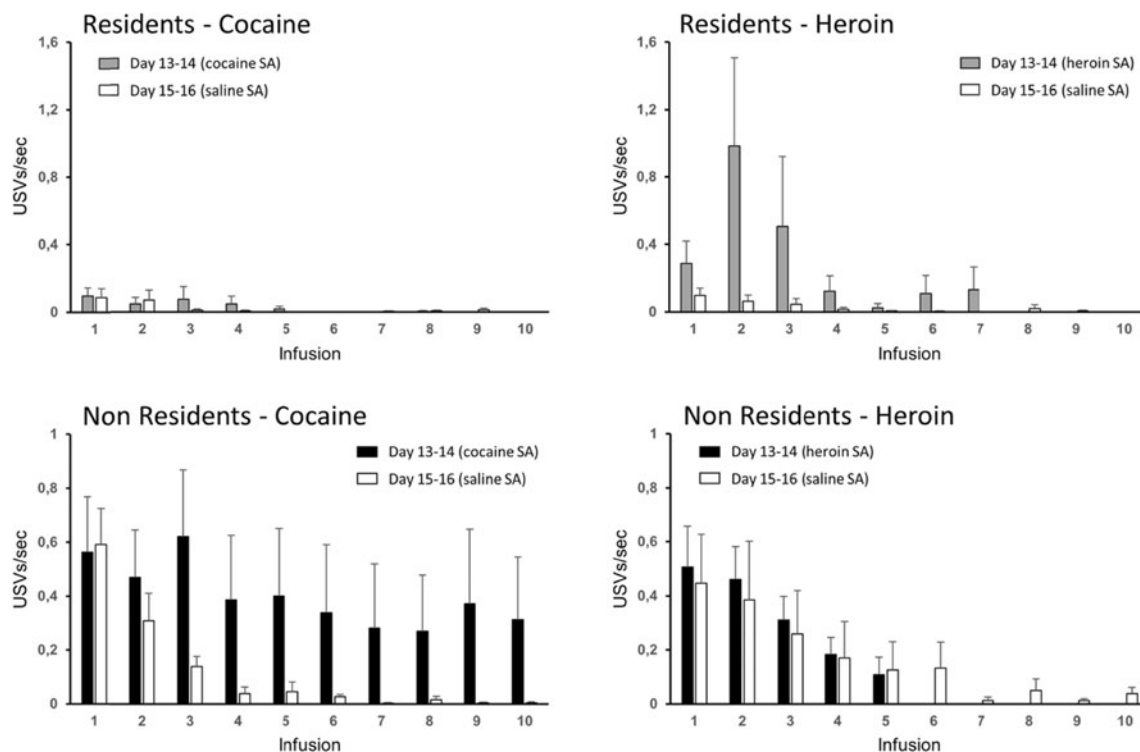 Residents - Cocaine
1,6
1,2
0,8
0,4
0
USVs/sec
Day 13-14 (cocaine SA)
Day 15-16 (saline SA)
1 2 3 4 5 6 7 8 9 10
Infusion
Residents - Heroin
1,6
1,2
0,8
0,4
0
USVs/sec
Day 13-14 (heroin SA)
Day 15-16 (saline SA)
1 2 3 4 5 6 7 8 9 10
Infusion
Non Residents - Cocaine
1
0,8
0,6
0,4
0,2
0
USVs/sec
Day 13-14 (cocaine SA)
Day 15-16 (saline SA)
1 2 3 4 5 6 7 8 9 10
Infusion
Non Residents - Heroin
1
0,8
0,6
0,4
0,2
0
USVs/sec
Day 13-14 (heroin SA)
Day 15-16 (saline SA)
1 2 3 4 5 6 7 8 9 10
Infusion